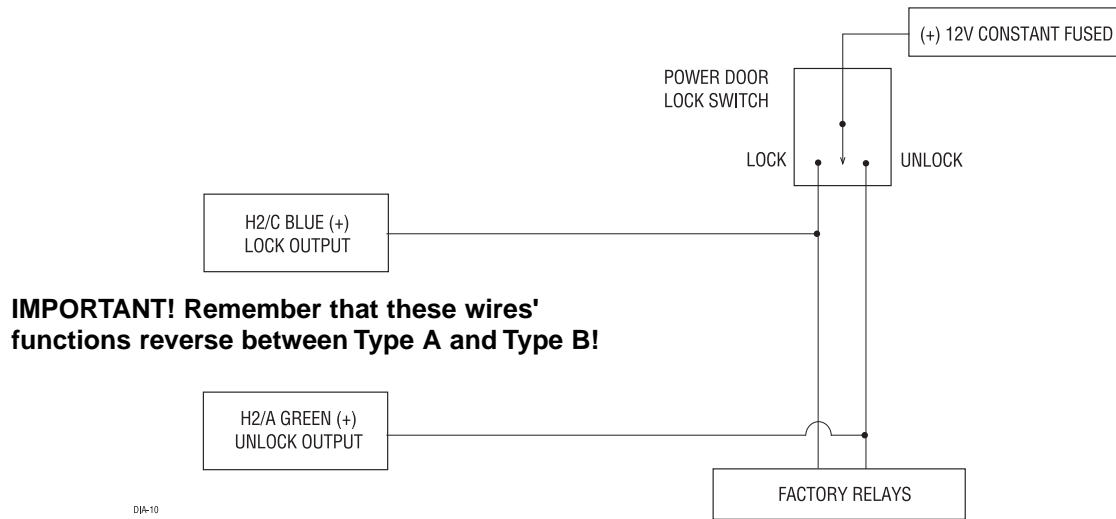 (+) 12V CONSTANT FUSED
POWER DOOR
LOCK SWITCH
LOCK
UNLOCK
H2/C BLUE (+)
LOCK OUTPUT
IMPORTANT! Remember that these wires'
functions reverse between Type A and Type B!
H2/A GREEN (+)
UNLOCK OUTPUT
FACTORY RELAYS
DIA-10